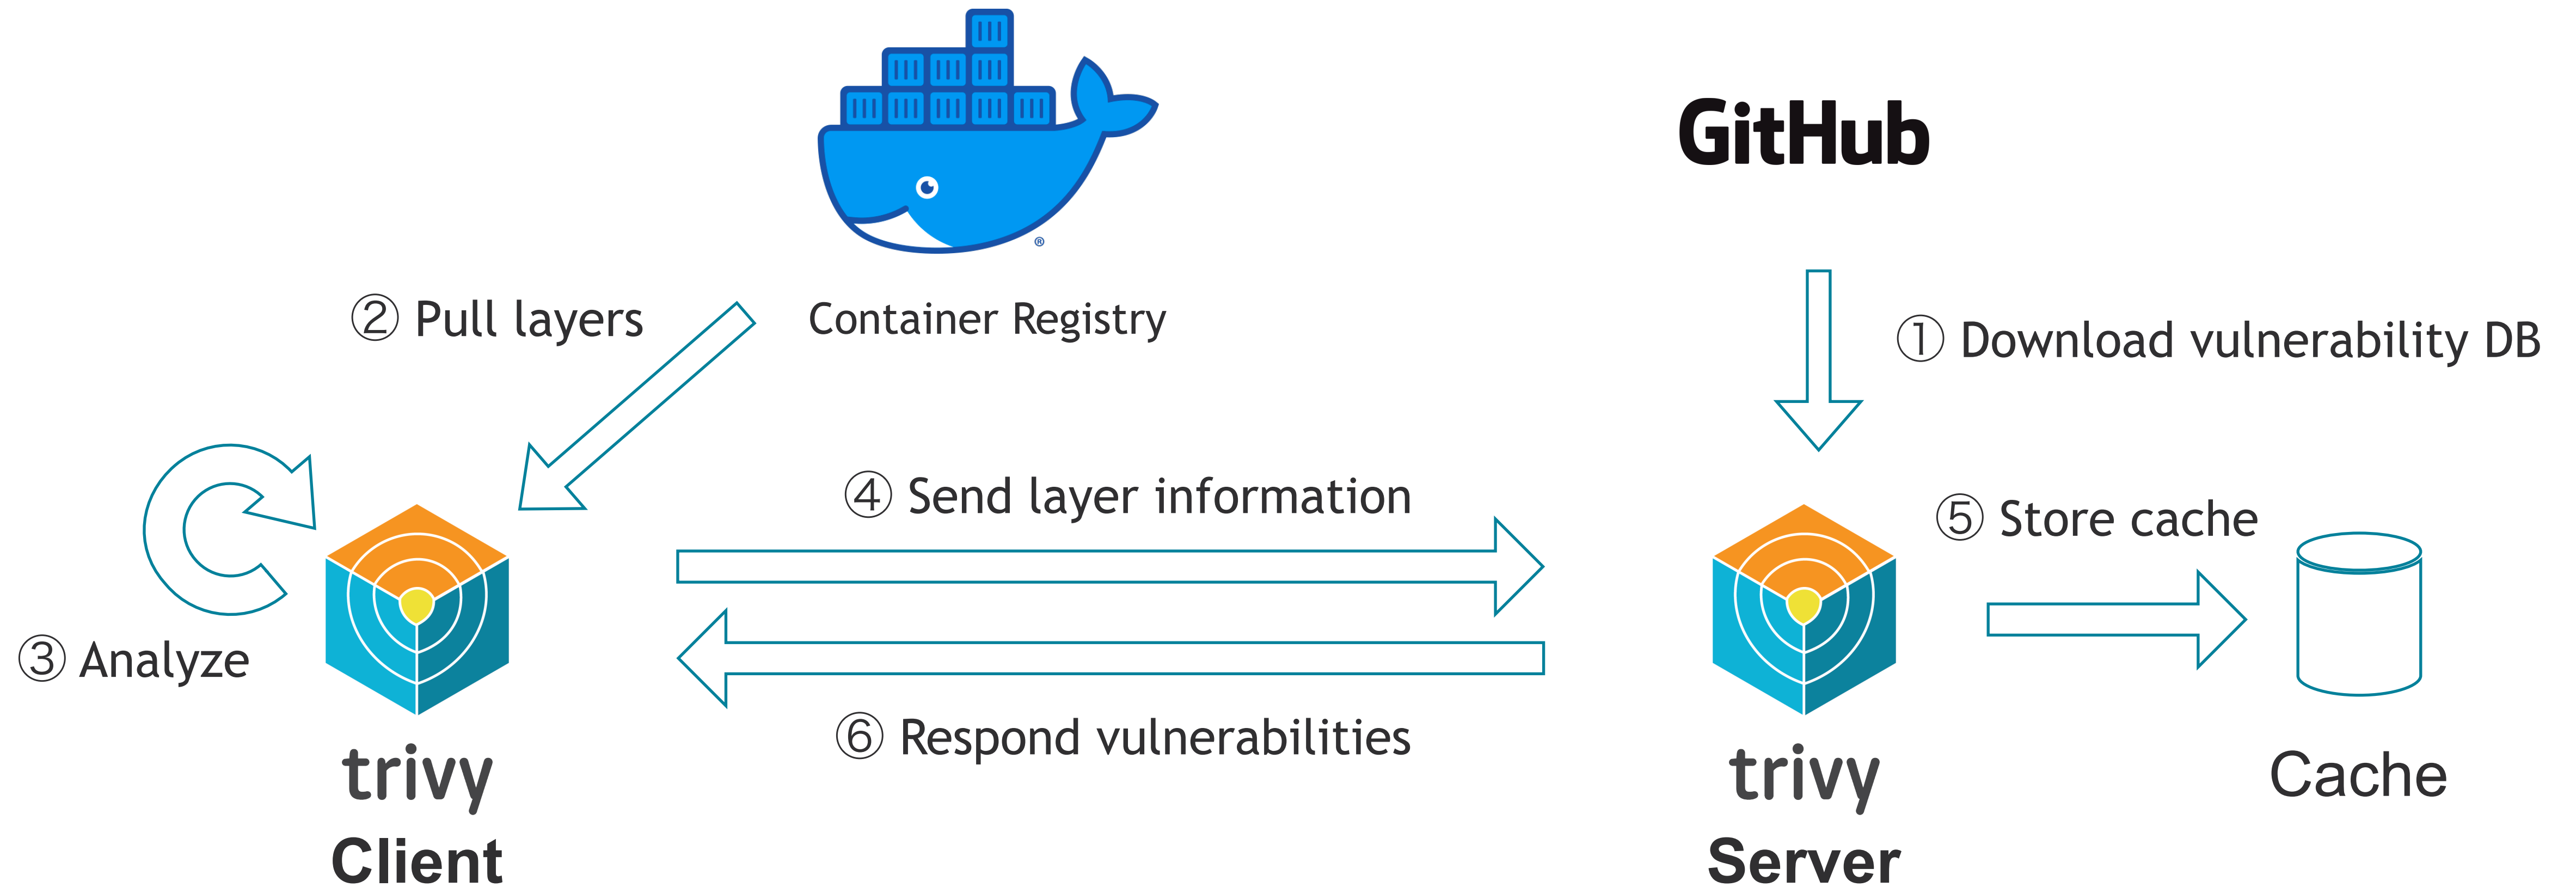 GitHub
®
② Pull layers
Container Registry
① Download vulnerability DB
④ Send layer information
⑤ Store cache
③ Analyze
⑥ Respond vulnerabilities
trivy
Client
trivy
Server
Cache